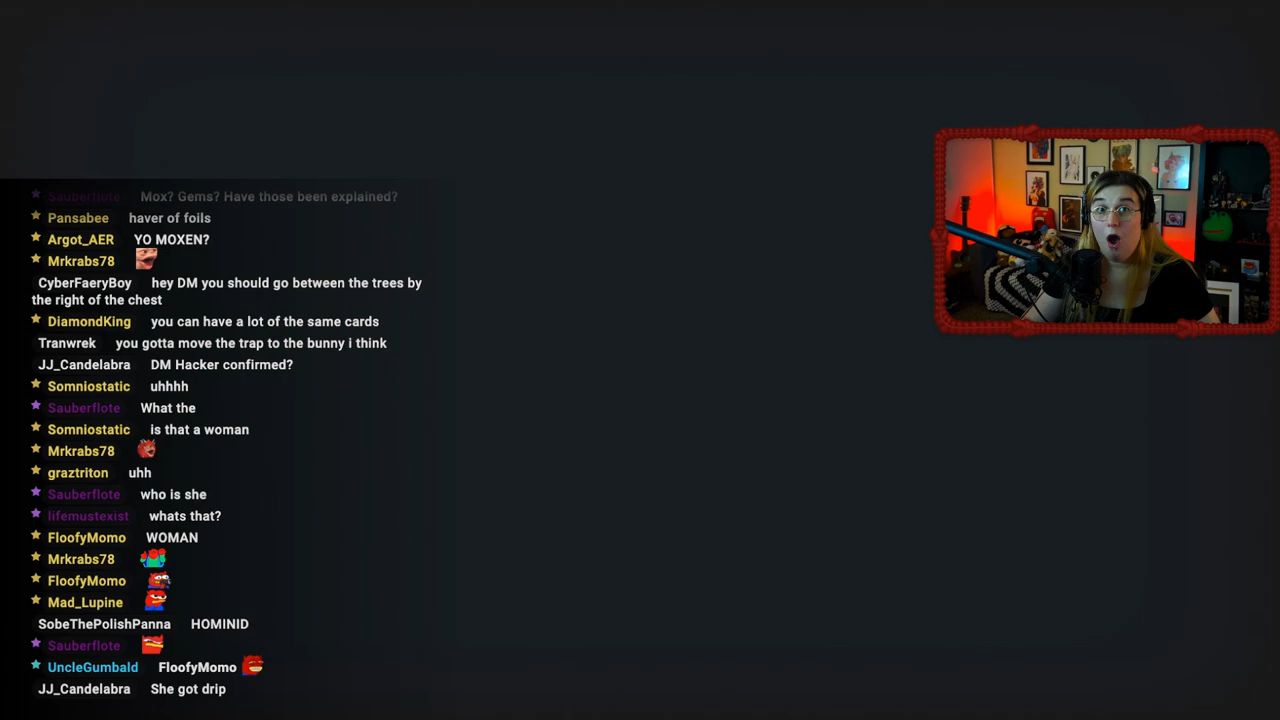 Sauberflote Mox? Gems? Have those been explained?
Pansabee haver of foils
Argot_AER YO MOXEN?
Mrkrabs78
CyberFaeryBoy hey DM you should go between the trees by
the right of the chest
DiamondKing you can have a lot of the same cards
Tranwrek you gotta move the trap to the bunny i think
JJ_Candelabra DM Hacker confirmed?
Somniostatic uhhhh
Sauberflote What the
Somniostatic is that a woman
Mrkrabs78
graztriton uhh
Sauberflote who is she
lifemustexist whats that?
FloofyMomo WOMAN
Mrkrabs78
FloofyMomo
Mad_Lupine
SobeThePolishPanna HOMINID
Sauberflote
UncleGumbald FloofyMomo
JJ_Candelabra She got drip